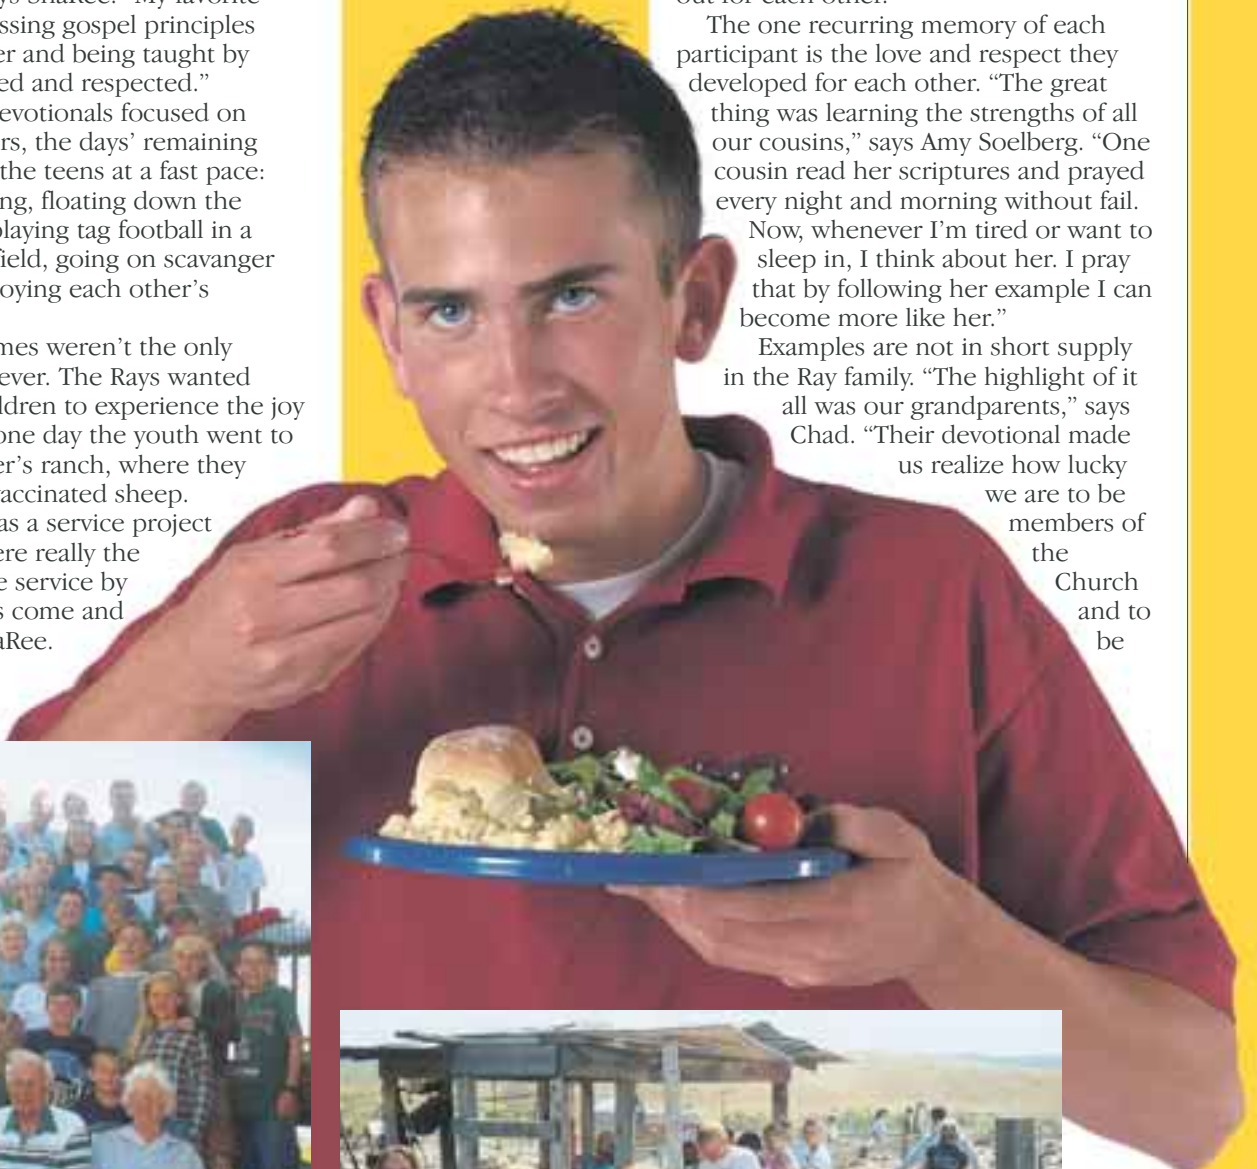 ssing gospel principles
er and being taught by
ed and respected.”
evotionals focused on
rs, the days’ remaining
the teens at a fast pace:
ng, floating down the
playing tag football in a
field, going on scavanger
oying each other’s
mes weren’t the only
ever. The Rays wanted
ldren to experience the joy
one day the youth went to
er’s ranch, where they
vaccinated sheep.
as a service project
ere really the
e service by
s come and
aRee.
The one recurring memory of each
participant is the love and respect they
developed for each other. “The great
thing was learning the strengths of all
our cousins,” says Amy Soelberg. “One
cousin read her scriptures and prayed
every night and morning without fail.
Now, whenever I’m tired or want to
sleep in, I think about her. I pray
that by following her example I can
become more like her.”
Examples are not in short supply
in the Ray family. “The highlight of it
all was our grandparents,” says
Chad. “Their devotional made
us realize how lucky
we are to be
members of
the
Church
and to
be